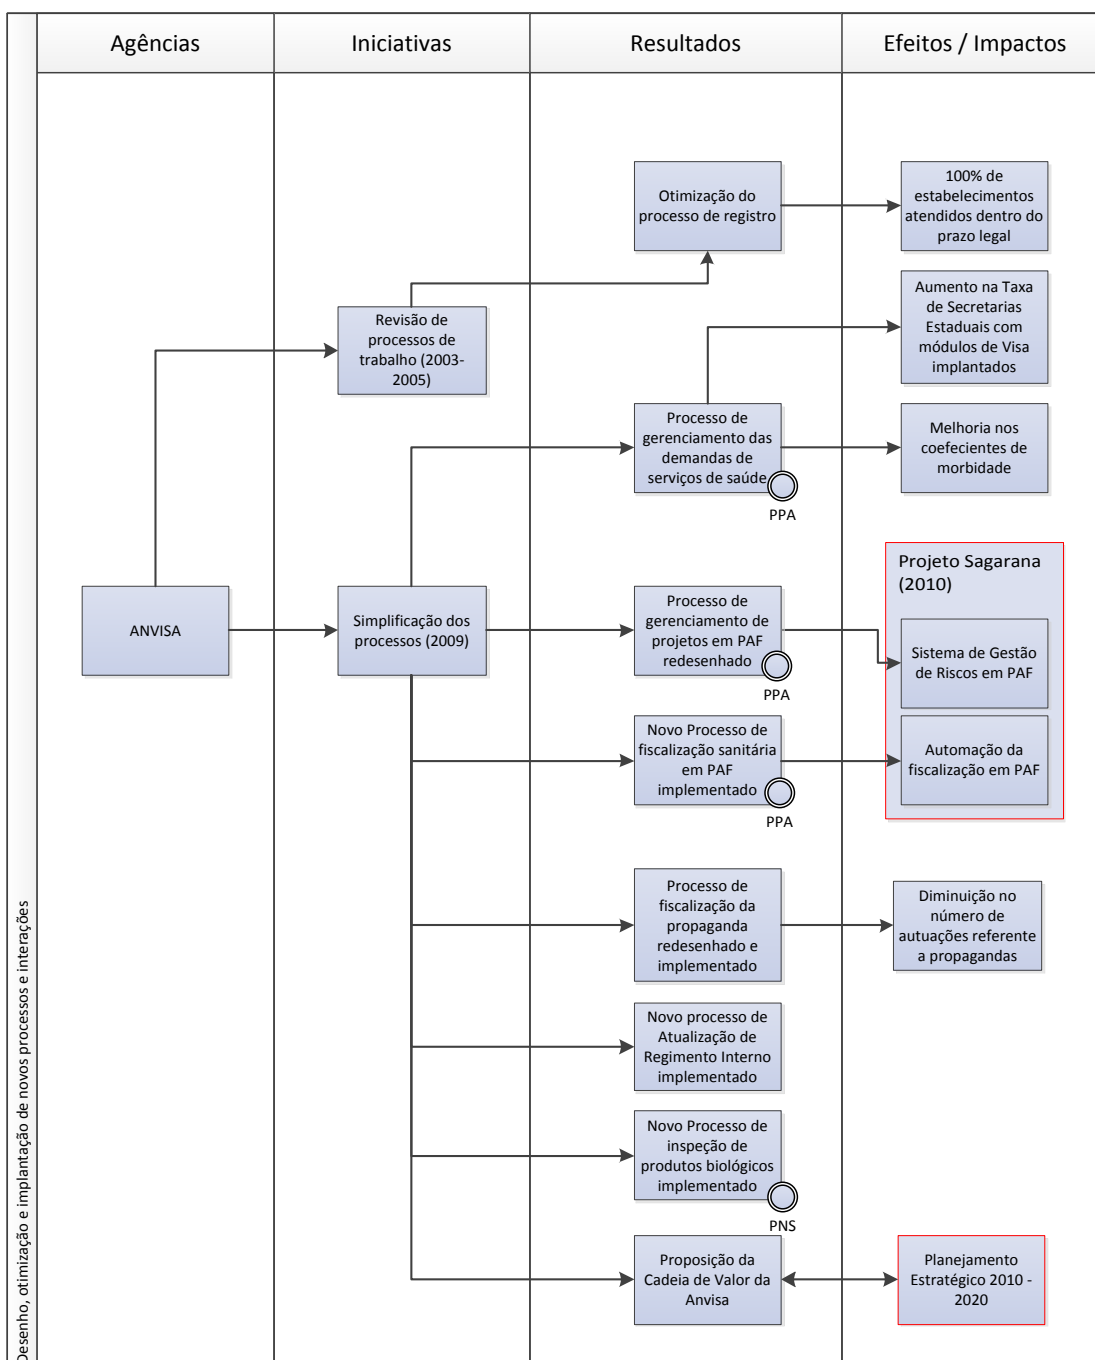 Agências
Iniciativas
Resultados
Efeitos / Impactos
Desenho, otimização e implantação de novos processos e interações
Otimização do
processo de registro
100% de
estabelecimentos
atendidos dentro do
prazo legal
Aumento na Taxa
de Secretarias
Estaduais com
módulos de Visa
implantados
Revisão de
processos de
trabalho (2003-
2005)
Processo de
gerenciamento das
demandas de
serviços de saúde
PPA
Melhoria nos
coefecientes de
morbidade
Projeto Sagarana
(2010)
ANVISA
Simplificação dos
processos (2009)
Processo de
gerenciamento de
projetos em PAF
redesenhado
PPA
Sistema de Gestão
de Riscos em PAF
Novo Processo de
fiscalização sanitária
em PAF
implementado
PPA
Automação da
fiscalização em PAF
Processo de
fiscalização da
propaganda
redesenhado e
implementado
Diminuição no
número de
autuações referente
a propagandas
Novo processo de
Atualização de
Regimento Interno
implementado
Novo Processo de
inspeção de
produtos biológicos
implementado
PNS
Proposição da
Cadeia de Valor da
Anvisa
Planejamento
Estratégico 2010 -
2020